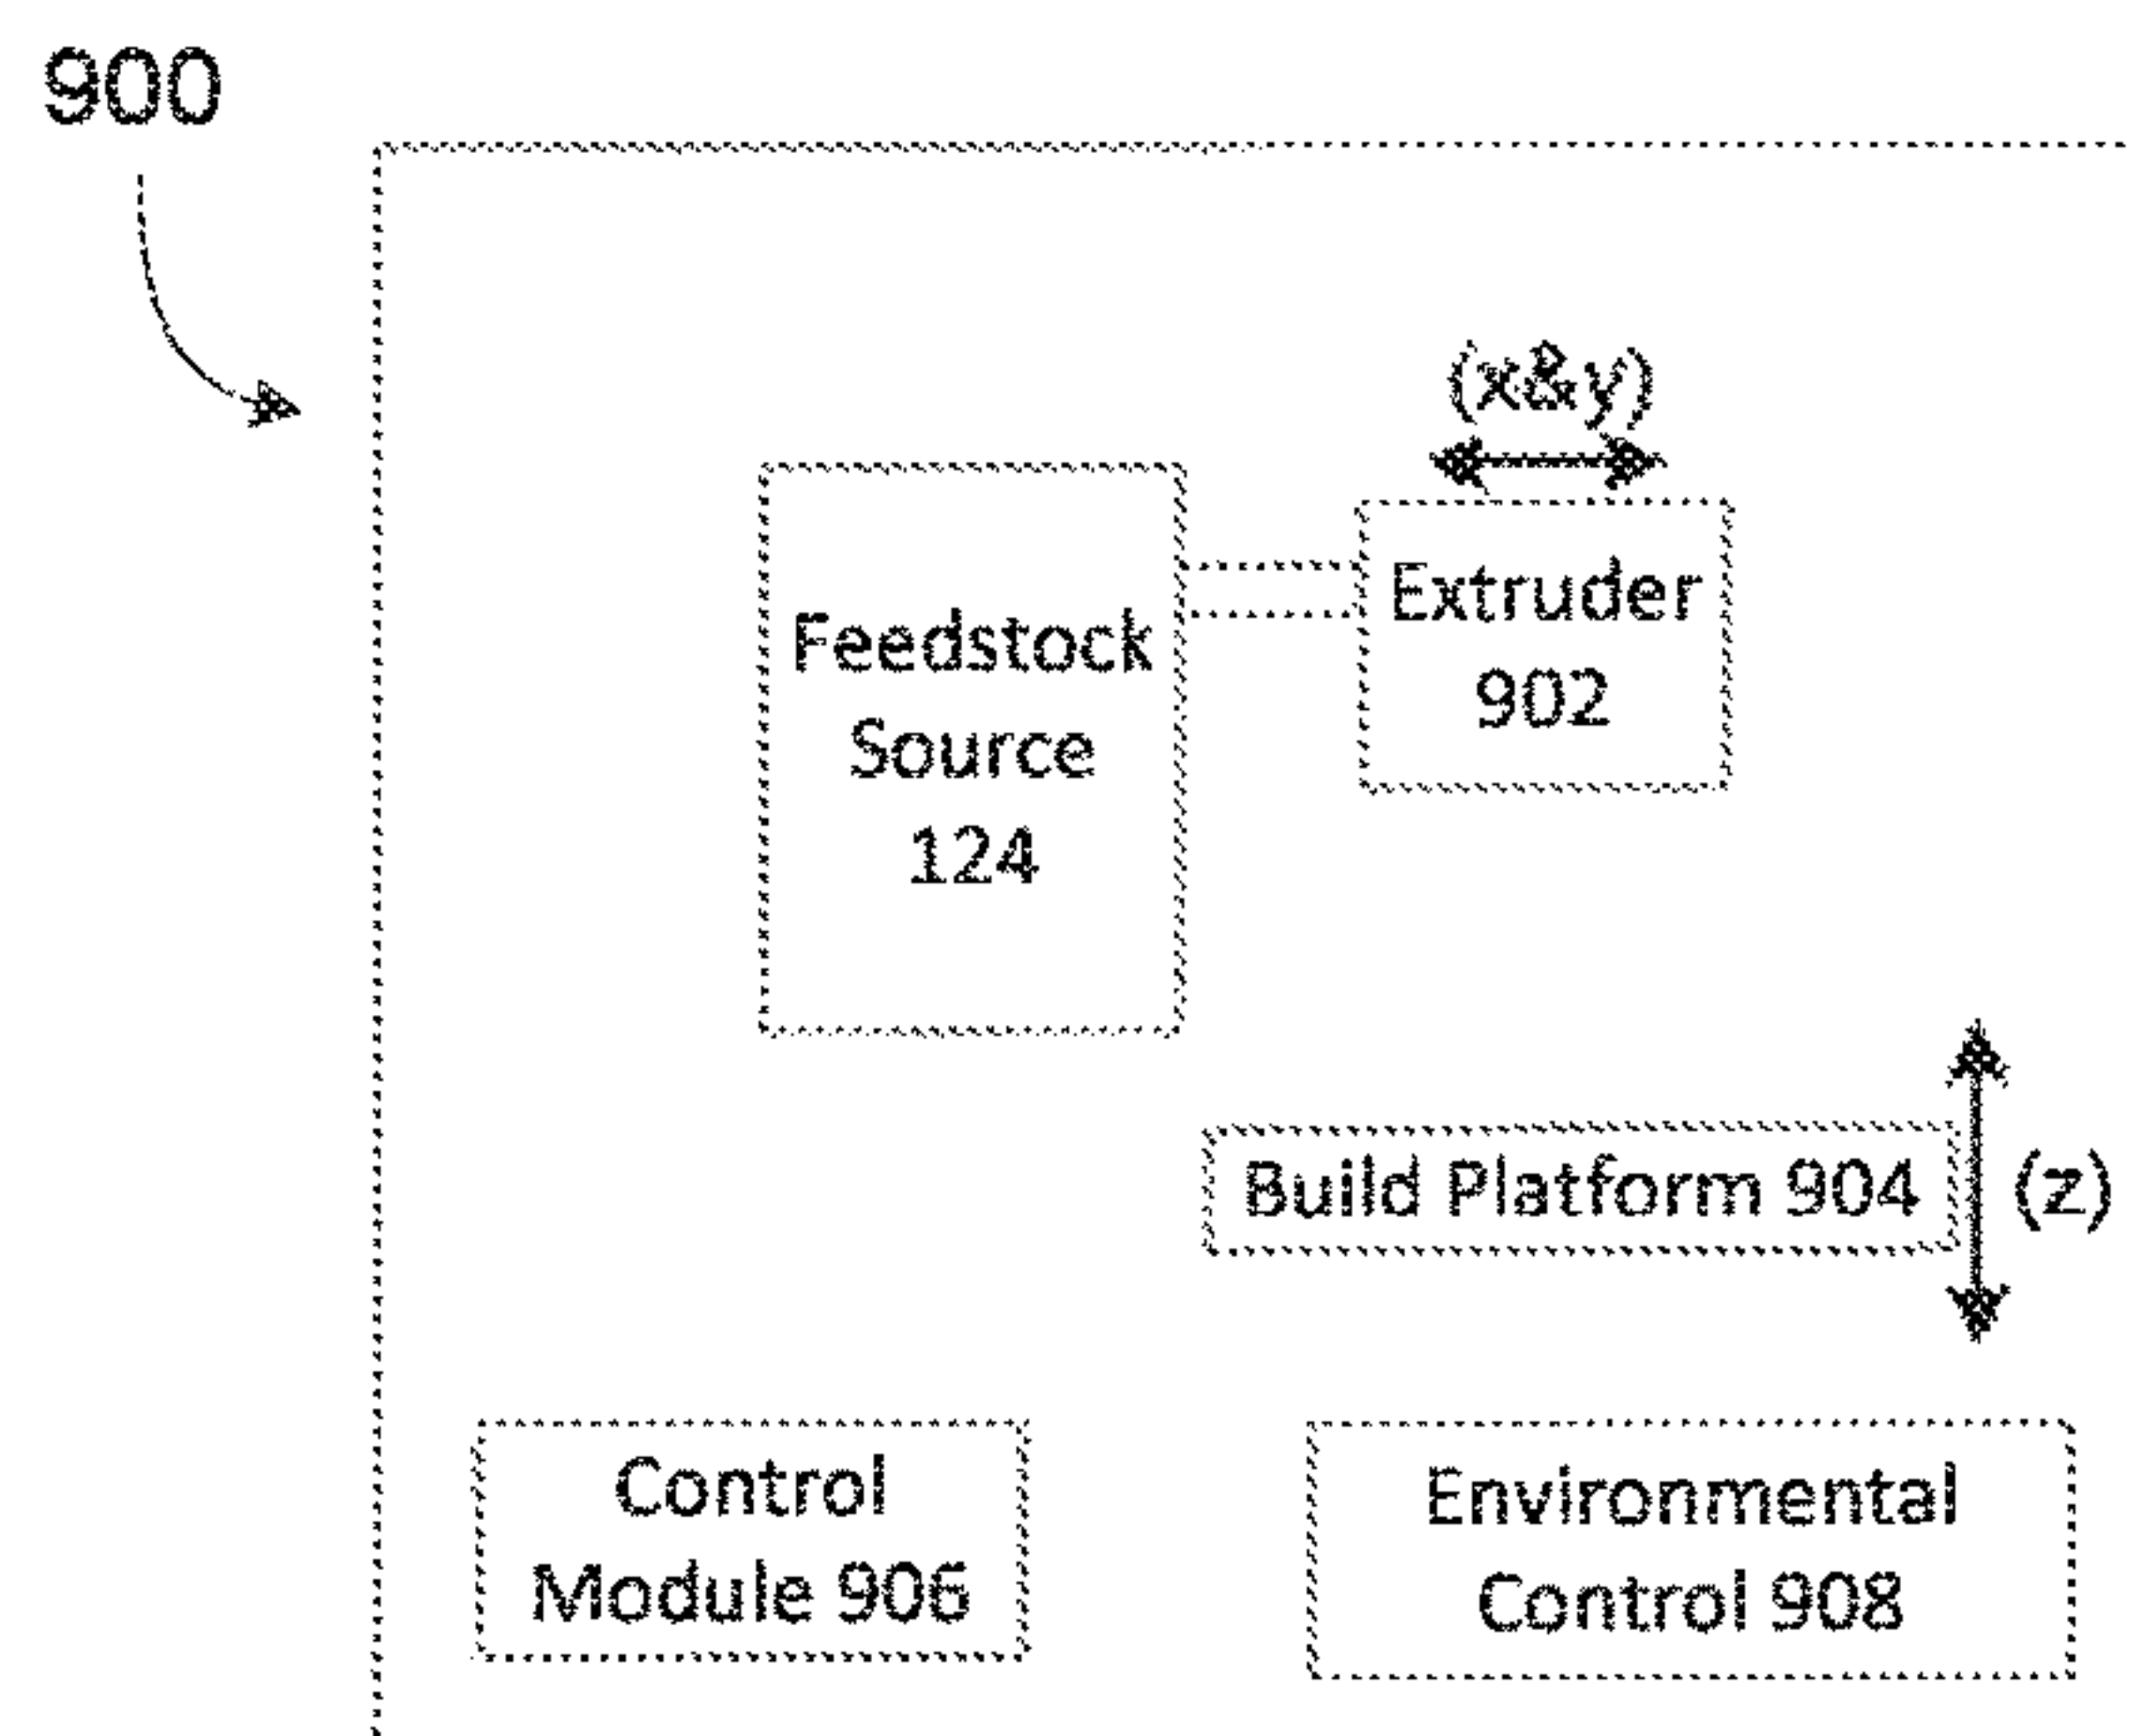 900
(x&y)
Extruder
902
Feedstock
Source
124
Build Platform 904
(z)
Control
Module 906
Environmental
Control 908